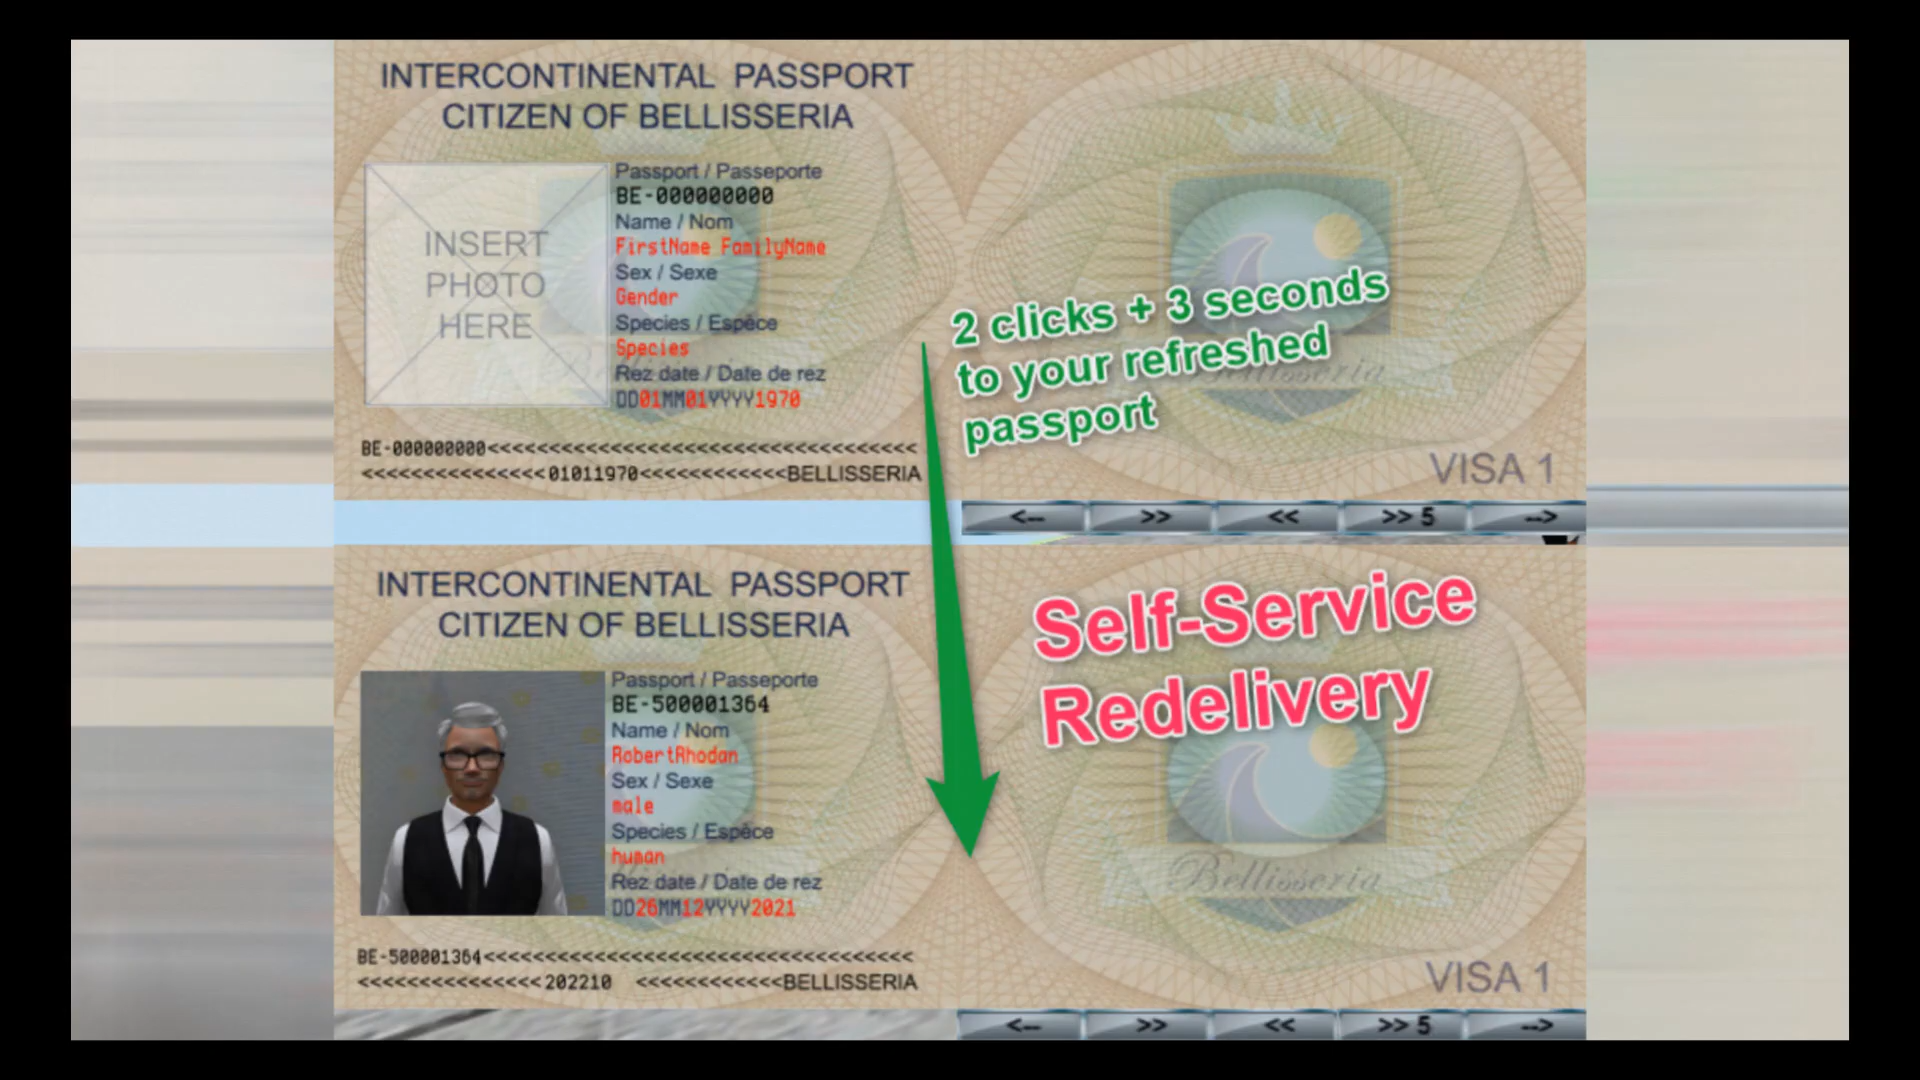 INTERCONTINENTAL PASSPORT
CITIZEN OF BELLISSERIA
INSERT
PHOTO
HERE
Passport / Passeporte
BE-000000000
Name / Nom
FirstName FamilyName
Sex / Sexe
Gender
Species / Espèce
Species
Rez date / Date de rez
DD01MM01YYYY1970
BE-000000000<<<<<<<<<<<<<<<<<<<<<<<<<<<<<<<<<<<
<<<<<<<<<<<<<<<01011970<<<<<<<<<<<<BELLISSERIA
2 clicks + 3 seconds
to your refreshed
passport
Bellisseria
VISA 1
<-- >> << >> 5 -->
INTERCONTINENTAL PASSPORT
CITIZEN OF BELLISSERIA
Passport / Passeporte
BE-500001364
Name / Nom
RobertRhodan
Sex / Sexe
male
Species / Espèce
human
Rez date / Date de rez
DD26MM12YYYY2021
BE-500001364<<<<<<<<<<<<<<<<<<<<<<<<<<<<<<<<<<<
<<<<<<<<<<<<<<<202210 <<<<<<<<<<<<BELLISSERIA
Self-Service
Redelivery
Bellisseria
VISA 1
<-- >> << >> 5 -->